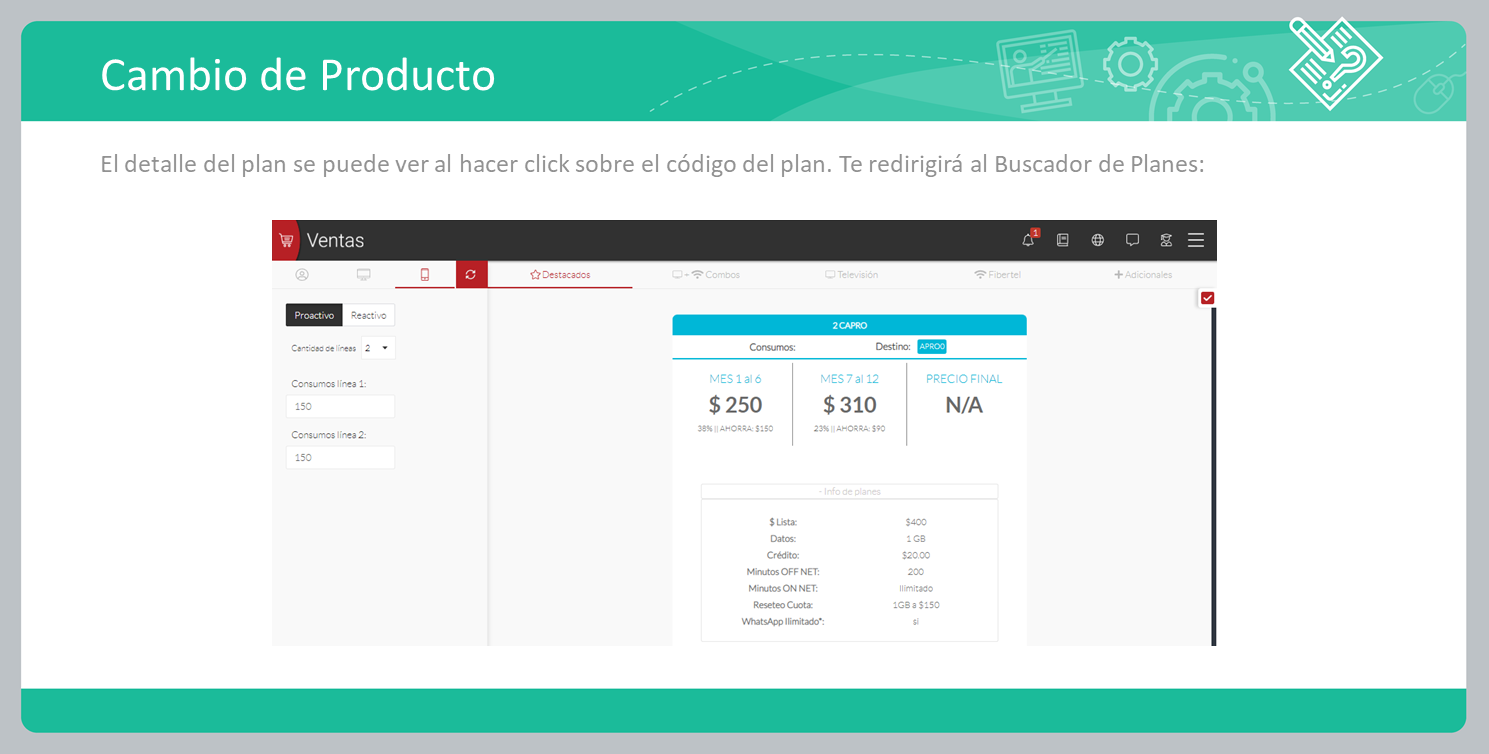 Cambio de Producto
El detalle del plan se puede ver al hacer click sobre el código del plan. Te redirigirá al Buscador de Planes:
Ventas
1
Destacados
+ Combos
Televisión
Fibertel
+ Adicionales
Proactivo Reactivo
Cantidad de líneas 2
Consumos línea 1:
150
Consumos línea 2:
150
2 CAPRO
Consumos: Destino: APRO0
MES 1 al 6 MES 7 al 12 PRECIO FINAL
$ 250 $ 310 N/A
38% || AHORRA: $150 23% || AHORRA: $90
- Info de planes
$ Lista: $400
Datos: 1 GB
Crédito: $20.00
Minutos OFF NET: 200
Minutos ON NET: Ilimitado
Reseteo Cuota: 1GB a $150
WhatsApp Ilimitado*: si